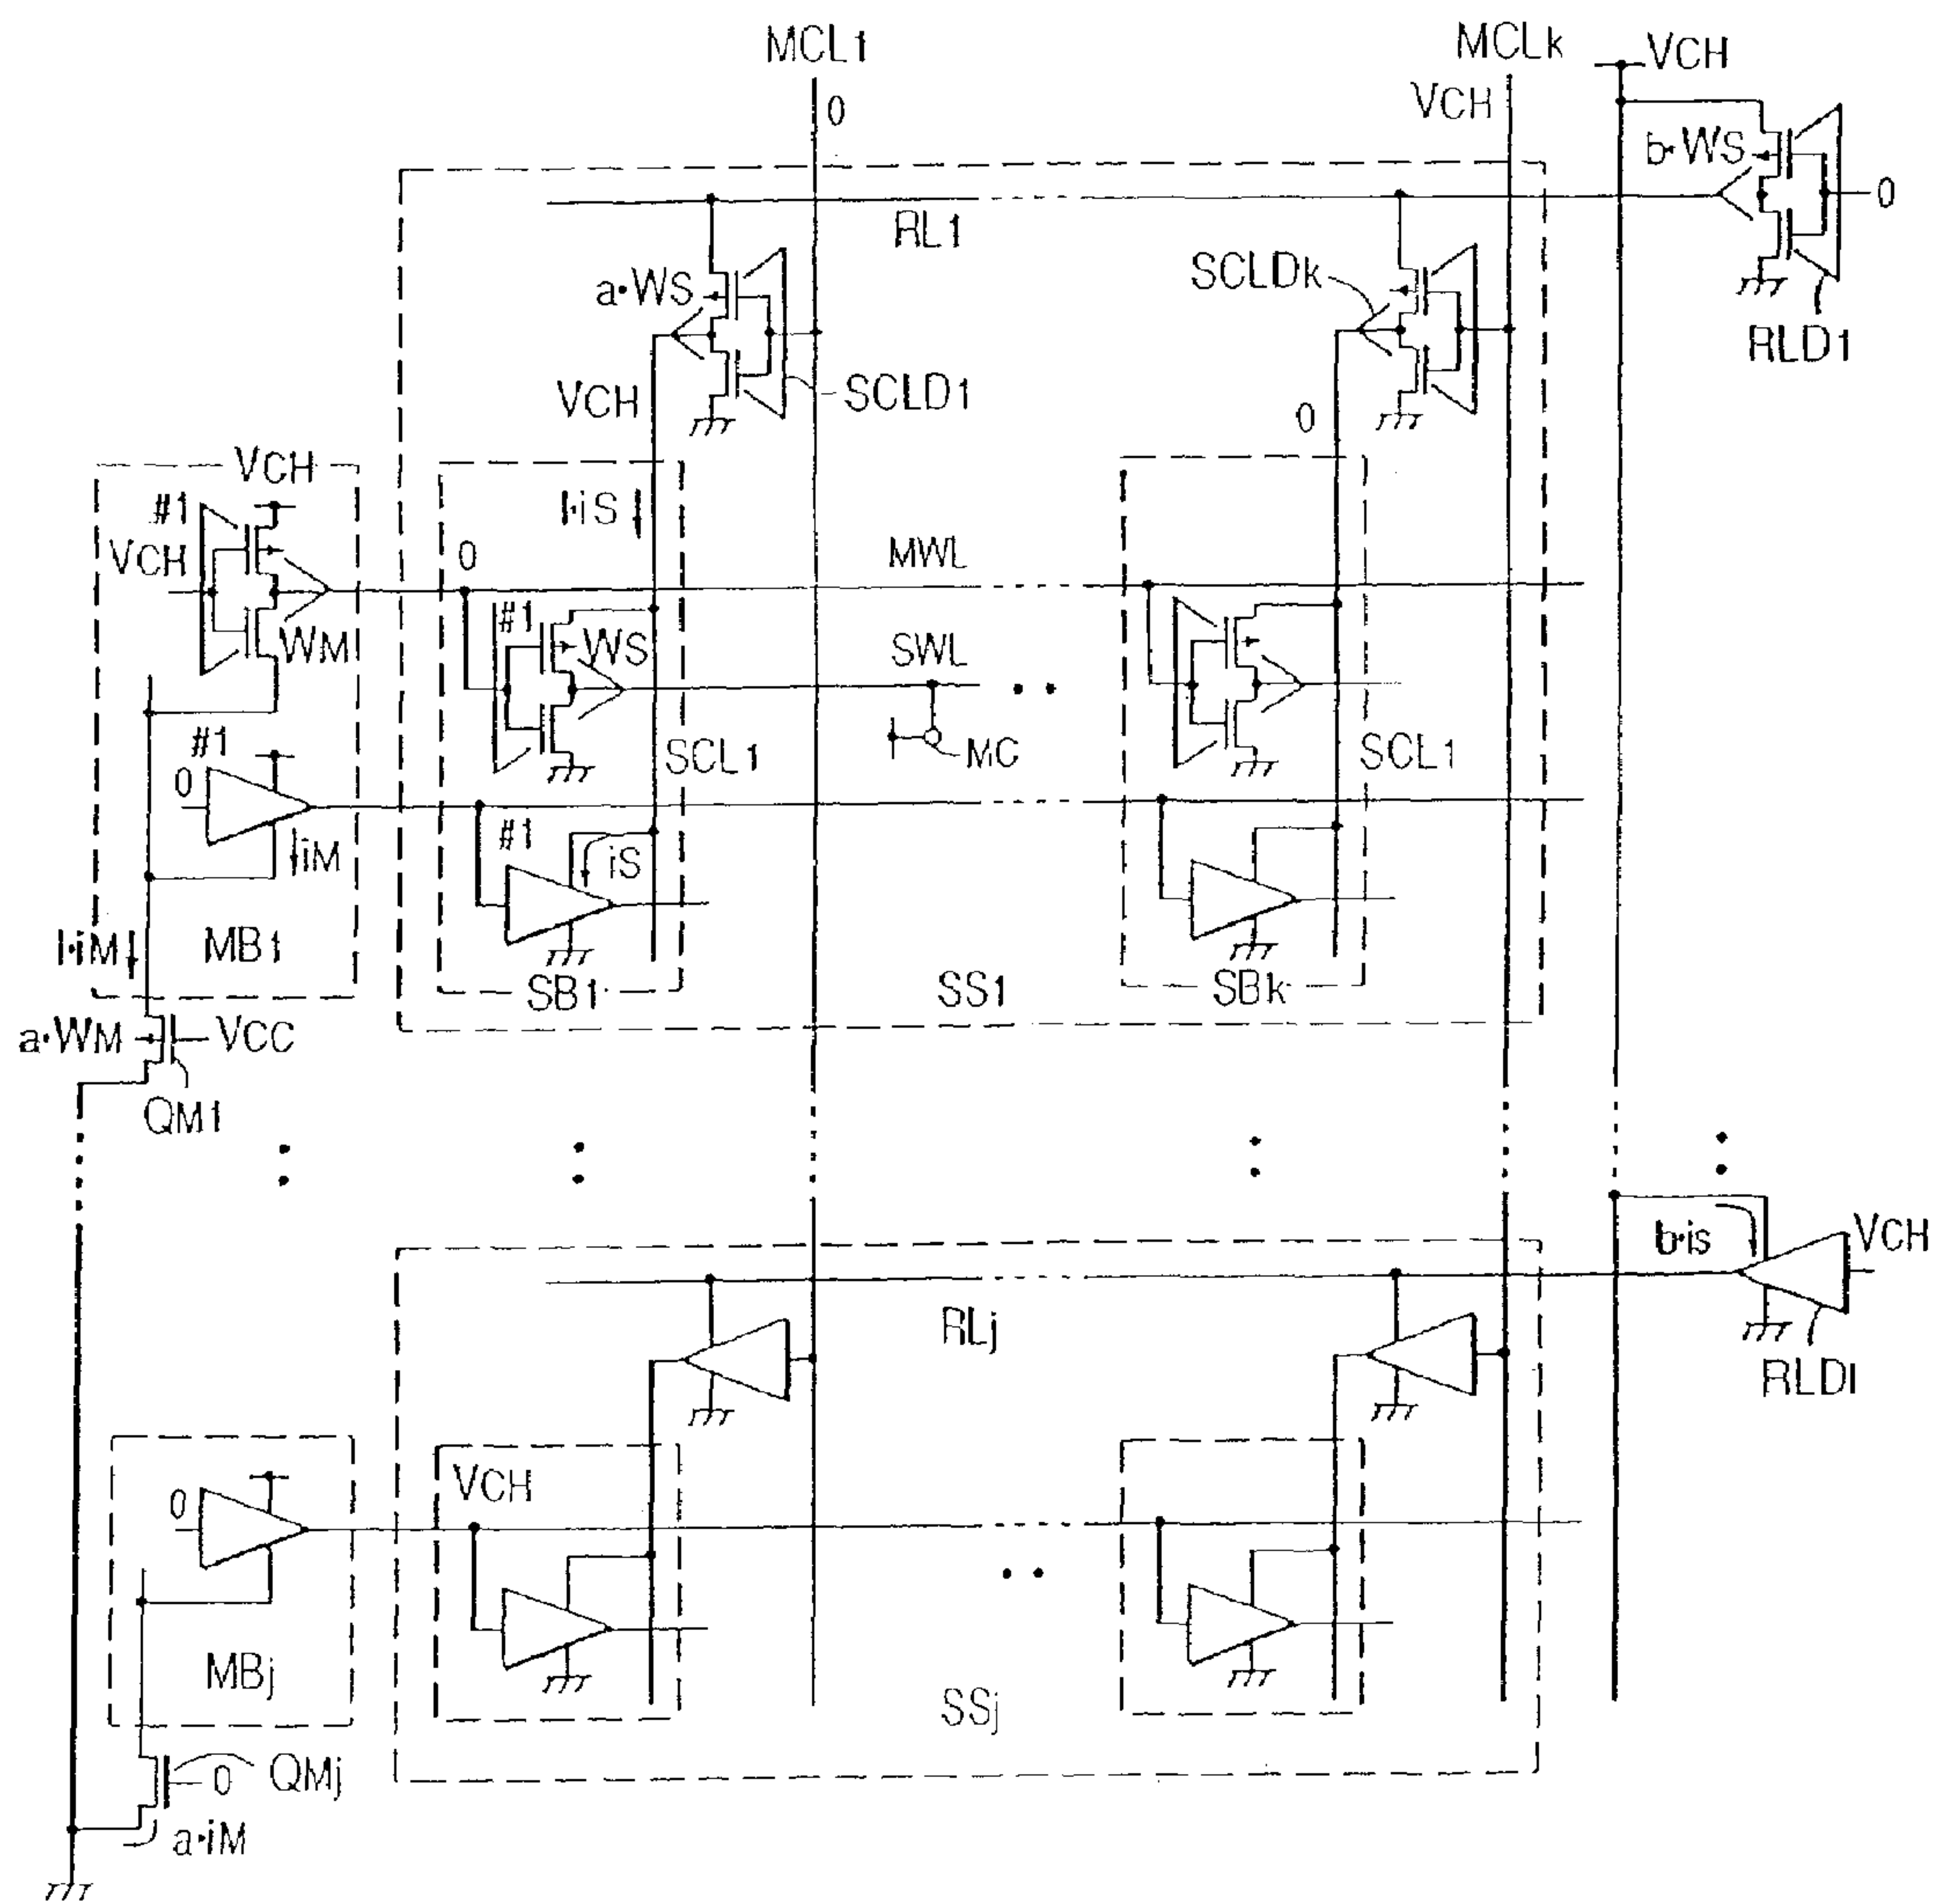 MCL1
MCLk
VCH
0
VCH
b·WS
0
RL1
RLD1
a·WS
SCLDk
SCLD1
VCH
0
VCH
#1
VCH
WM
I·iS
0
MWL
#1
WS
SWL
MC
SCL1
SCL1
#1
0
iM
#1
iS
I·iM
MB1
SB1
SS1
SBk
a·WM
VCC
QM1
b·is
VCH
RLj
RLDl
VCH
0
MBj
SSj
0
QMj
a·iM